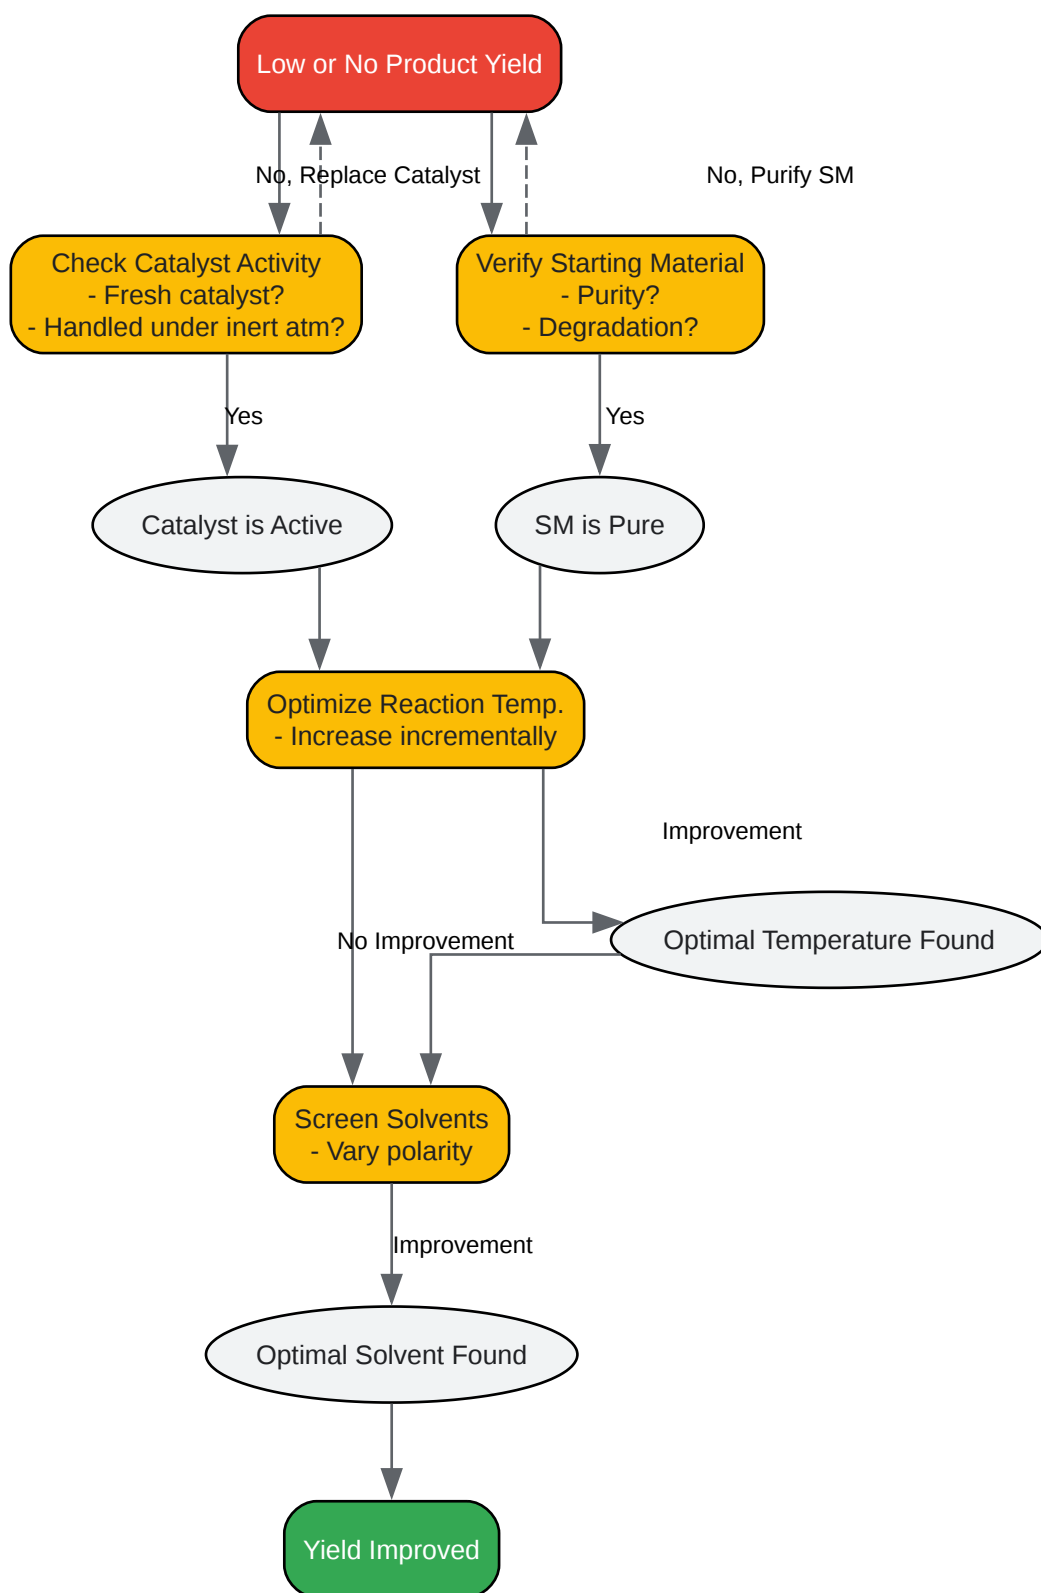 Low or No Product Yield
No, Replace Catalyst
No, Purify SM
Check Catalyst Activity
- Fresh catalyst?
- Handled under inert atm?
Verify Starting Material
- Purity?
- Degradation?
Yes
Yes
Catalyst is Active
SM is Pure
Optimize Reaction Temp.
- Increase incrementally
Improvement
No Improvement
Optimal Temperature Found
Screen Solvents
- Vary polarity
Improvement
Optimal Solvent Found
Yield Improved